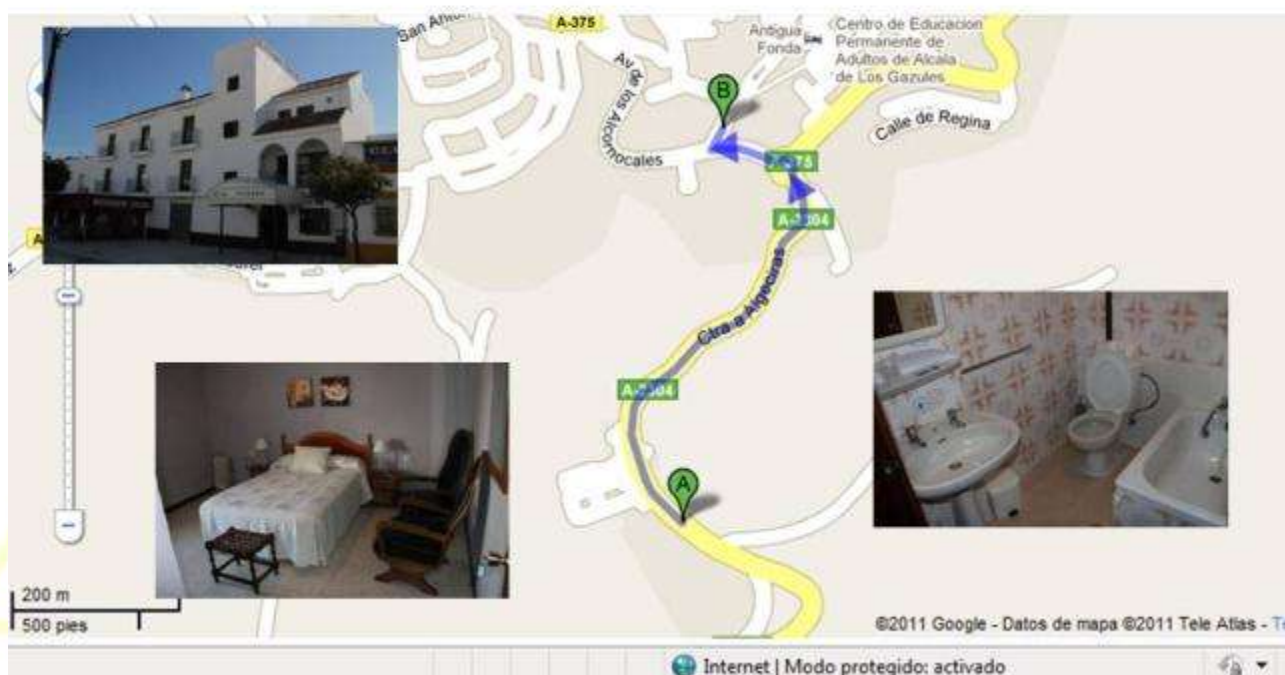 A-375
San Anton
Antigua
Fonda
Centro de Educacion
Permanente de
Adultos de Alcala
de Los Gazules
Av de los Alcornocales
B
Calle de Regina
A-375
A-2304
Ctra a Algeciras
A-2304
A
200 m
500 pies
©2011 Google - Datos de mapa ©2011 Tele Atlas -
Internet | Modo protegido: activado